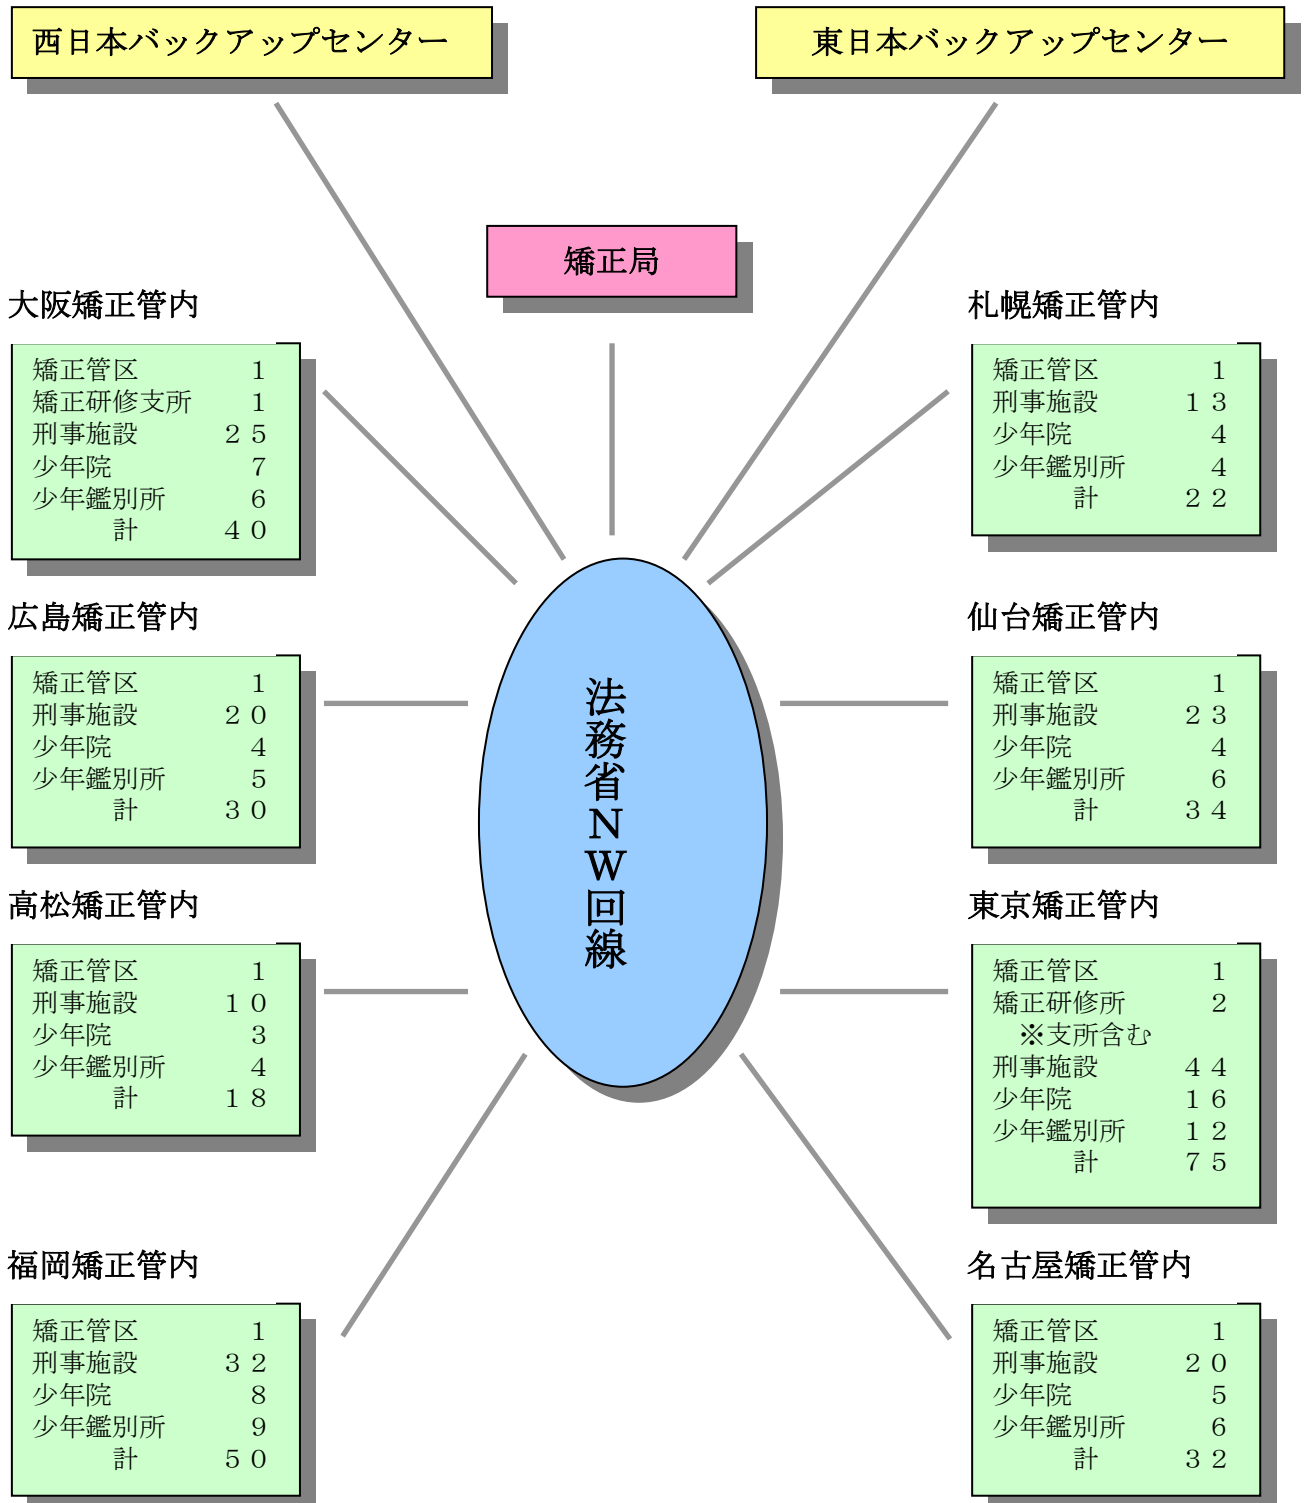 西日本バックアップセンター
東日本バックアップセンター
矯正局
大阪矯正管内
矯正管区 1
矯正研修支所 1
刑事施設 25
少年院 7
少年鑑別所 6
計 40
広島矯正管内
矯正管区 1
刑事施設 20
少年院 4
少年鑑別所 5
計 30
高松矯正管内
矯正管区 1
刑事施設 10
少年院 3
少年鑑別所 4
計 18
福岡矯正管内
矯正管区 1
刑事施設 32
少年院 8
少年鑑別所 9
計 50
法務省NW回線
札幌矯正管内
矯正管区 1
刑事施設 13
少年院 4
少年鑑別所 4
計 22
仙台矯正管内
矯正管区 1
刑事施設 23
少年院 4
少年鑑別所 6
計 34
東京矯正管内
矯正管区 1
矯正研修所 2
※支所含む
刑事施設 44
少年院 16
少年鑑別所 12
計 75
名古屋矯正管内
矯正管区 1
刑事施設 20
少年院 5
少年鑑別所 6
計 32